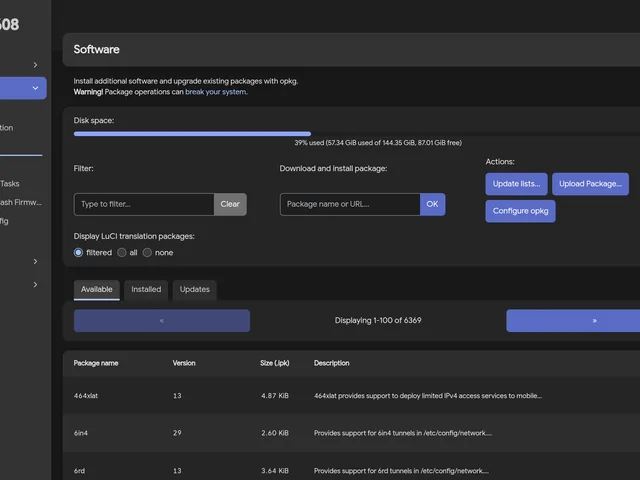 608
Software
Install additional software and upgrade existing packages with opkg.
Warning! Package operations can break your system.
Disk space:
39% used (57.34 GiB used of 144.35 GiB, 87.01 GiB free)
Filter:
Download and install package:
Actions:
Type to filter...
Clear
Package name or URL...
OK
Update lists...
Upload Package...
Configure opkg
Display LuCI translation packages:
filtered
all
none
tion
Tasks
ash Firmw...
fig
Available
Installed
Updates
«
Displaying 1-100 of 6369
»
Package name Version Size (.ipk) Description
464xlat 13 4.87 KiB 464xlat provides support to deploy limited IPv4 access services to mobile...
6in4 29 2.60 KiB Provides support for 6in4 tunnels in /etc/config/network....
6rd 13 3.64 KiB Provides support for 6rd tunnels in /etc/config/network....